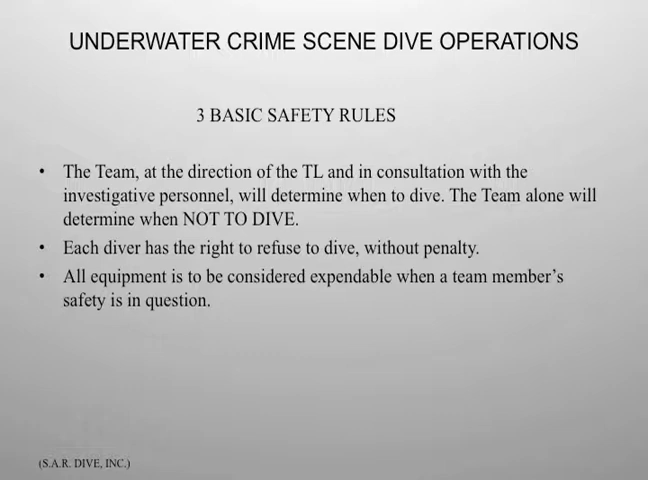 UNDERWATER CRIME SCENE DIVE OPERATIONS
3 BASIC SAFETY RULES
• The Team, at the direction of the TL and in consultation with the
investigative personnel, will determine when to dive. The Team alone will
determine when NOT TO DIVE.
• Each diver has the right to refuse to dive, without penalty.
• All equipment is to be considered expendable when a team member's
safety is in question.
(S.A.R. DIVE, INC.)